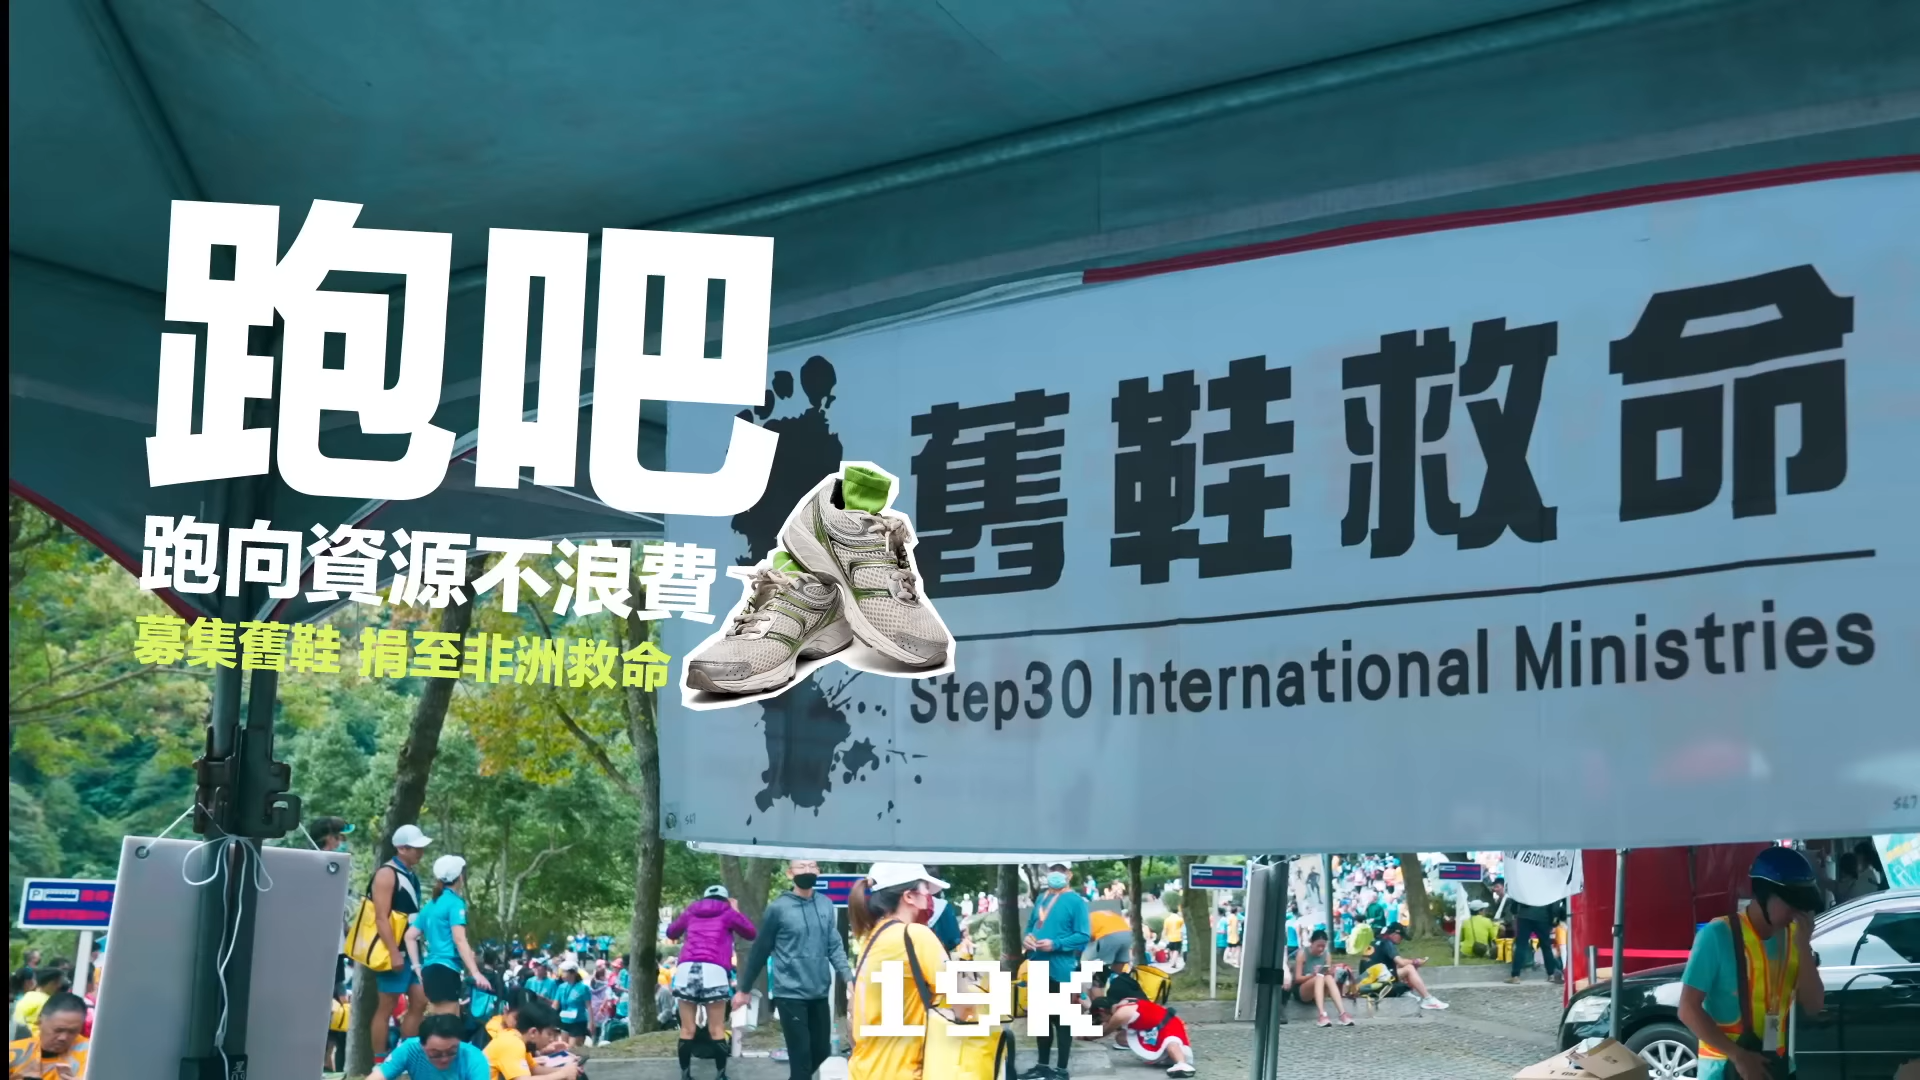 跑吧
跑向資源不浪費
募集舊鞋 捐至非洲救命
舊鞋救命
Step30 International Ministries
19K